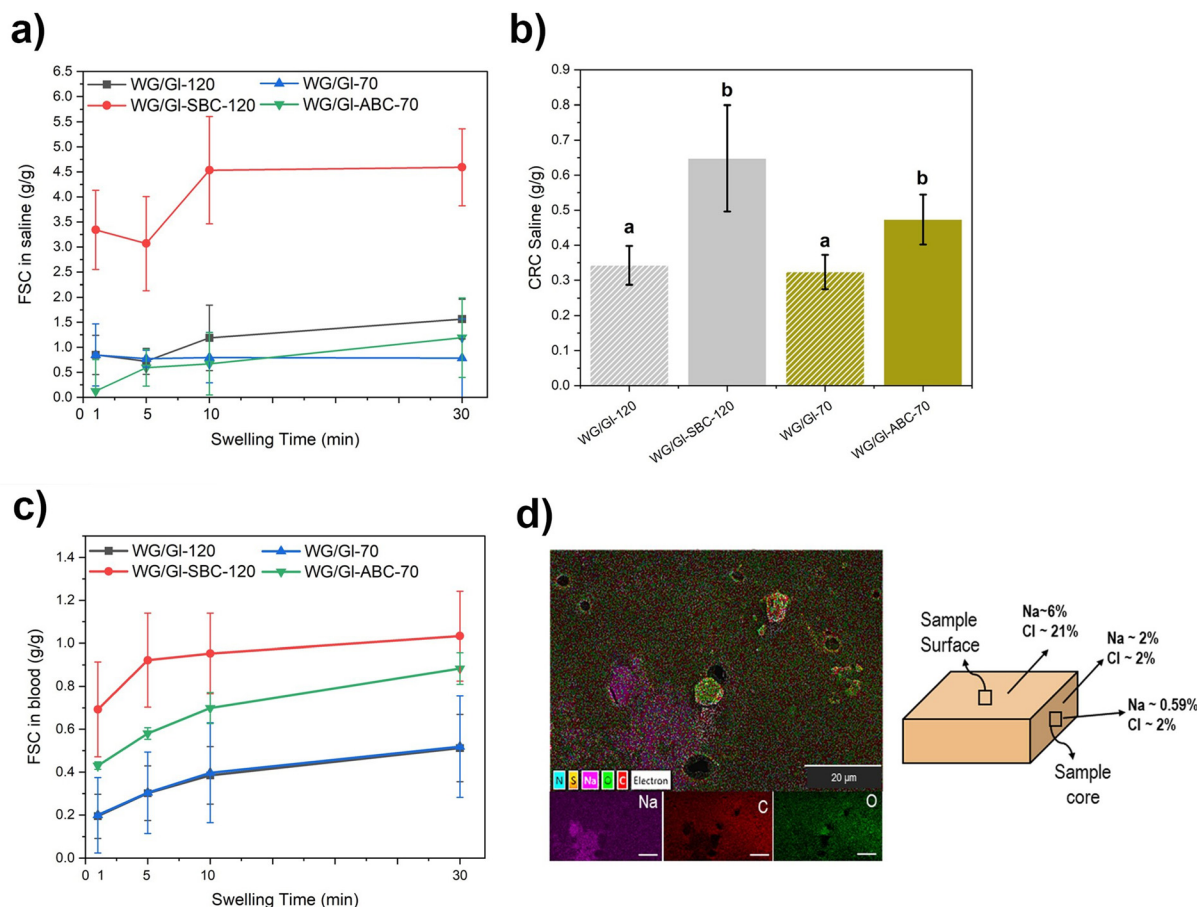 a)
WG/Gl-120
WG/Gl-70
WG/Gl-SBC-120
WG/Gl-ABC-70
FSC in saline (g/g)
6.5
6.0
5.5
5.0
4.5
4.0
3.5
3.0
2.5
2.0
1.5
1.0
0.5
0.0
0 1 5 10 30
Swelling Time (min)
b)
CRC Saline (g/g)
0.9
0.8
0.7
0.6
0.5
0.4
0.3
0.2
0.1
0.0
a
b
a
b
WG/Gl-120
WG/Gl-SBC-120
WG/Gl-70
WG/Gl-ABC-70
c)
WG/Gl-120
WG/Gl-70
WG/Gl-SBC-120
WG/Gl-ABC-70
FSC in blood (g/g)
1.4
1.2
1.0
0.8
0.6
0.4
0.2
0.0
0 1 5 10 30
Swelling Time (min)
d)
N S Na O C Electron
20 µm
Na
C
O
Sample
Surface
Na~6%
Cl ~ 21%
Na ~ 2%
Cl ~ 2%
Na ~ 0.59%
Cl ~ 2%
Sample
core